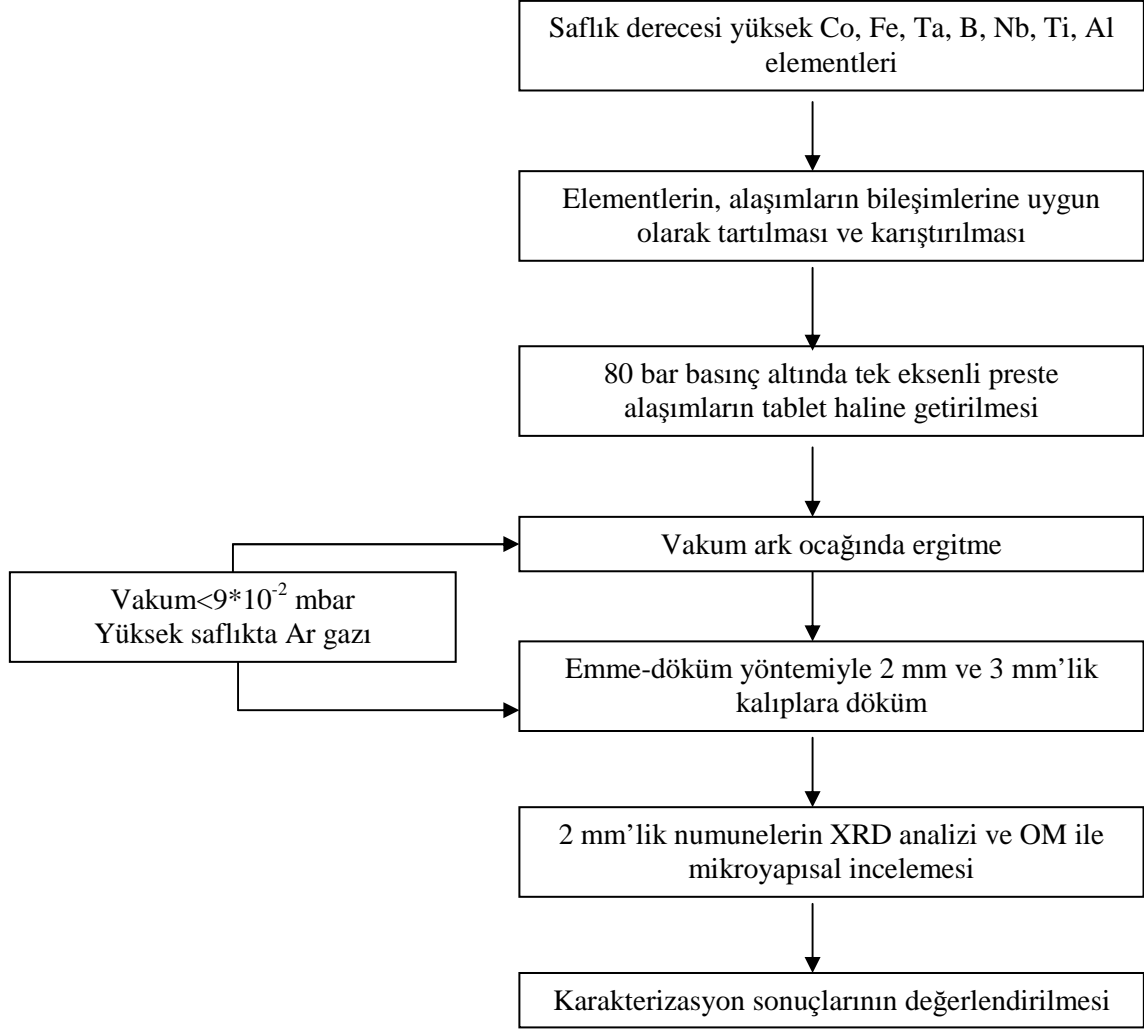 Saflık derecesi yüksek Co, Fe, Ta, B, Nb, Ti, Al
elementleri
Elementlerin, alaşımların bileşimlerine uygun
olarak tartılması ve karıştırılması
80 bar basınç altında tek eksenli preste
alaşımların tablet haline getirilmesi
Vakum ark ocağında ergitme
Vakum<9*10⁻² mbar
Yüksek saflıkta Ar gazı
Emme-döküm yöntemiyle 2 mm ve 3 mm’lik
kalıplara döküm
2 mm’lik numunelerin XRD analizi ve OM ile
mikroyapısal incelemesi
Karakterizasyon sonuçlarının değerlendirilmesi